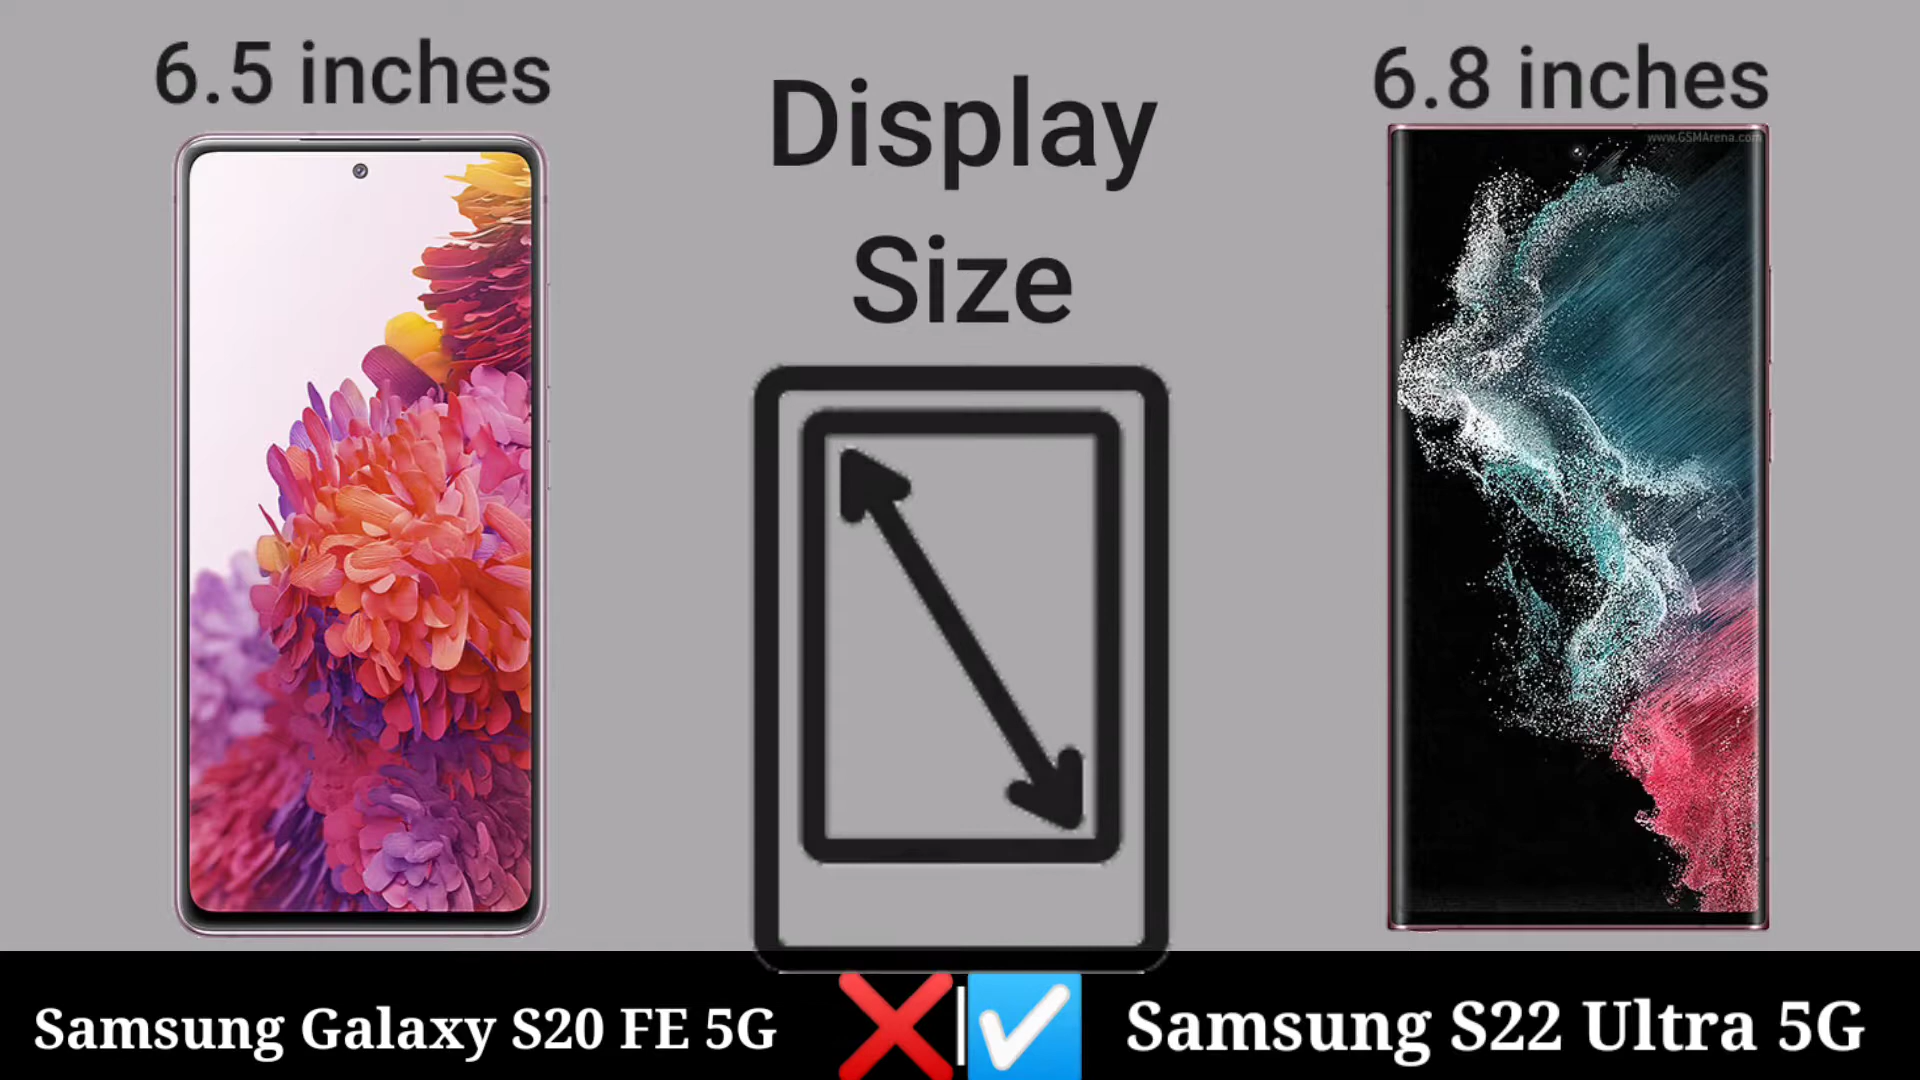 6.5 inches
Display
Size
6.8 inches
www.GSMArena.com
Samsung Galaxy S20 FE 5G
Samsung S22 Ultra 5G